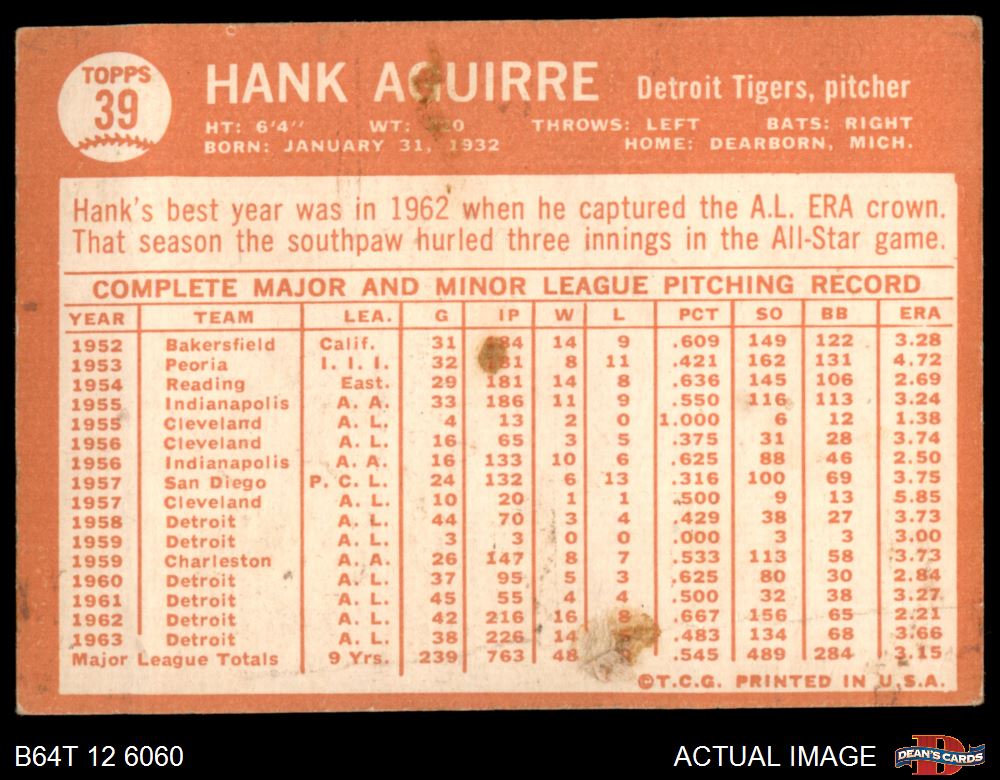 TOPPS
39
HANK AGUIRRE Detroit Tigers, pitcher
HT: 6'4" WT: THROWS: LEFT BATS: RIGHT
BORN: JANUARY 31, 1932 HOME: DEARBORN, MICH.
Hank's best year was in 1962 when he captured the A.L. ERA crown.
That season the southpaw hurled three innings in the All-Star game.
COMPLETE MAJOR AND MINOR LEAGUE PITCHING RECORD
YEAR TEAM LEA. G IP W L PCT SO BB ERA
1952 Bakersfield Calif. 31 14 9 .609 149 122 3.28
1953 Peoria I. I. I. 32 8 11 .421 162 131 4.72
1954 Reading East. 29 181 14 8 .636 145 106 2.69
1955 Indianapolis A. A. 33 186 11 9 .550 116 113 3.24
1955 Cleveland A. L. 4 13 2 0 1.000 6 12 1.38
1956 Cleveland A. L. 16 65 3 5 .375 31 28 3.74
1956 Indianapolis A. A. 16 133 10 6 .625 88 46 2.50
1957 San Diego P. C. L. 24 132 6 13 .316 100 69 3.75
1957 Cleveland A. L. 10 20 1 1 .500 9 13 5.85
1958 Detroit A. L. 44 70 3 4 .429 38 27 3.73
1959 Detroit A. L. 3 3 0 0 .000 3 3 3.00
1959 Charleston A. A. 26 147 8 7 .533 113 58 3.73
1960 Detroit A. L. 37 95 5 3 .625 80 30 2.84
1961 Detroit A. L. 45 55 4 4 .500 32 38 3.27
1962 Detroit A. L. 42 216 16 8 .667 156 65 2.21
1963 Detroit A. L. 38 226 14 .483 134 68 3.66
Major League Totals 9 Yrs. 239 763 48 .545 489 284 3.15
©T.C.G. PRINTED IN U.S.A.
B64T 12 6060 ACTUAL IMAGE DEAN'S CARDS